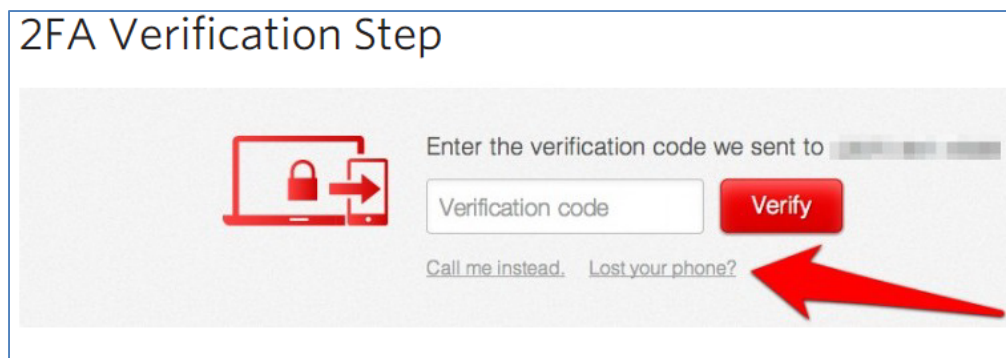 2FA Verification Step
Enter the verification code we sent to
Verification code
Verify
Call me instead. Lost your phone?